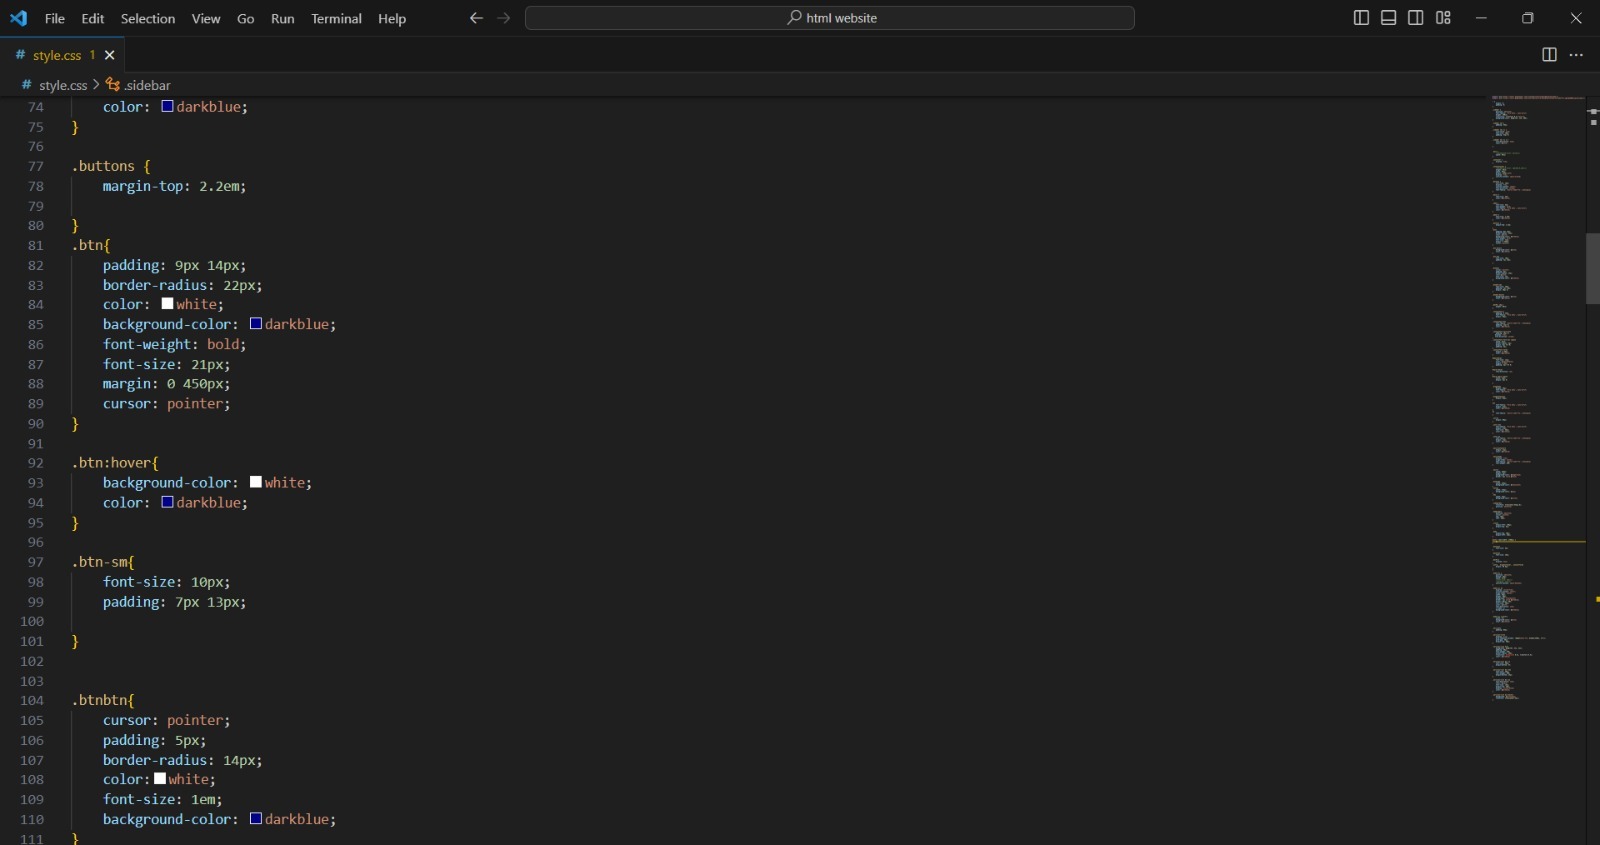 File Edit Selection View Go Run Terminal Help
html website
# style.css 1
# style.css > .sidebar
74 color: darkblue;
75 }
76
77 .buttons {
78 margin-top: 2.2em;
79
80 }
81 .btn{
82 padding: 9px 14px;
83 border-radius: 22px;
84 color: white;
85 background-color: darkblue;
86 font-weight: bold;
87 font-size: 21px;
88 margin: 0 450px;
89 cursor: pointer;
90 }
91
92 .btn:hover{
93 background-color: white;
94 color: darkblue;
95 }
96
97 .btn-sm{
98 font-size: 10px;
99 padding: 7px 13px;
100
101 }
102
103
104 .btnbtn{
105 cursor: pointer;
106 padding: 5px;
107 border-radius: 14px;
108 color: white;
109 font-size: 1em;
110 background-color: darkblue;
111 }